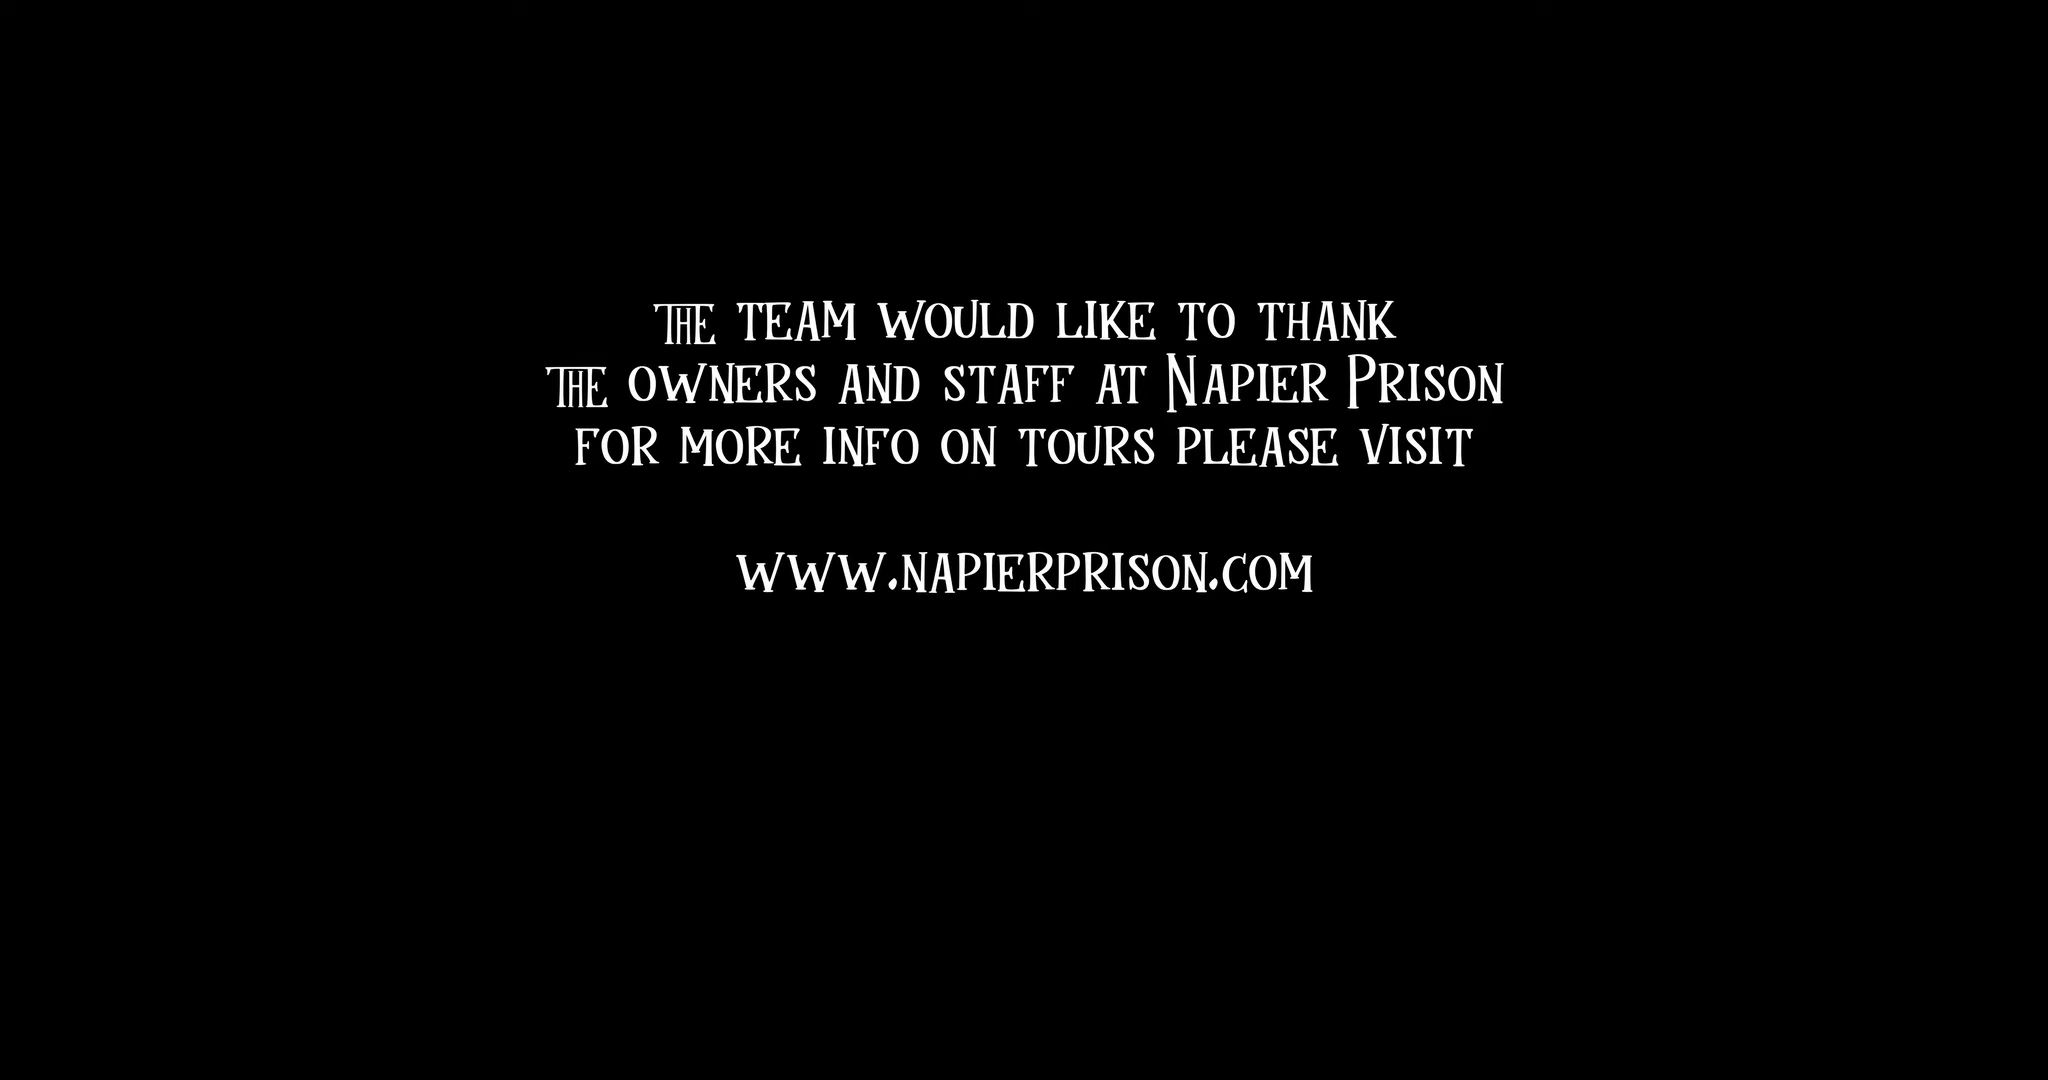 The team would like to thank
the owners and staff at Napier Prison
for more info on tours please visit
www.napierprison.com